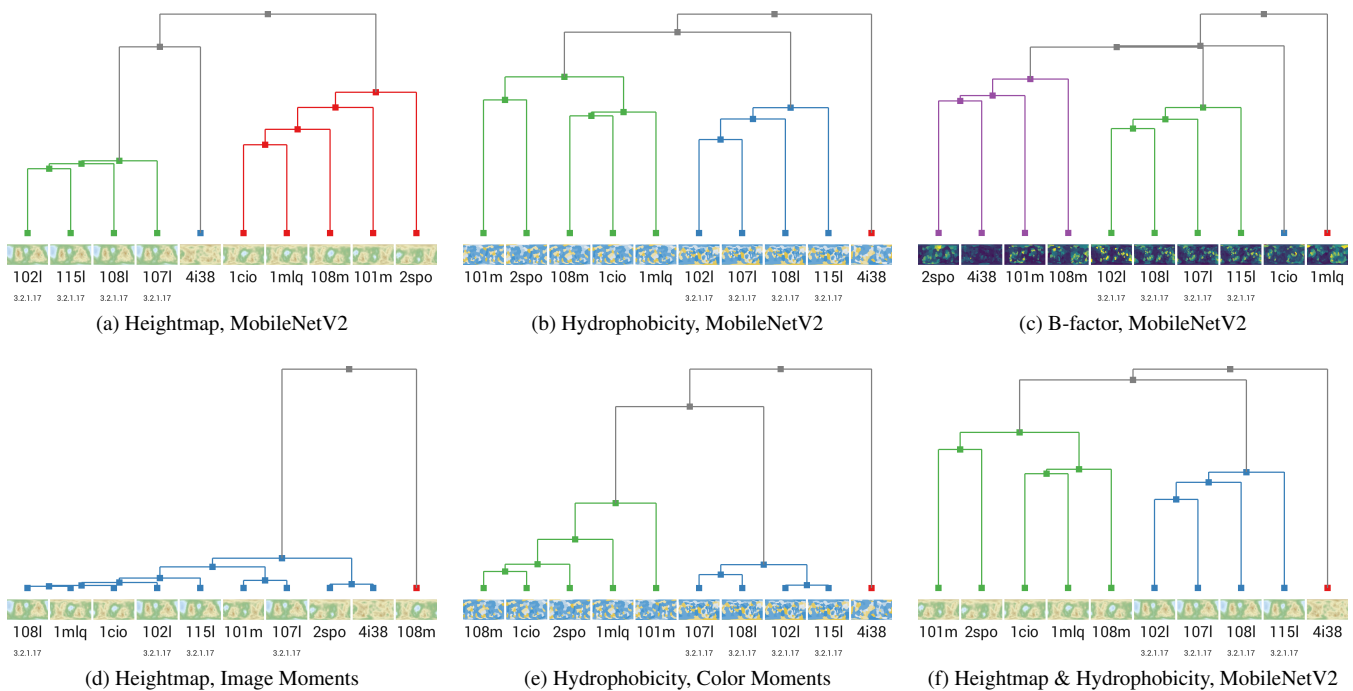 102l 115l 108l 107l 4i38 1cio 1mlq 108m 101m 2spo
3.2.1.17 3.2.1.17 3.2.1.17 3.2.1.17
(a) Heightmap, MobileNetV2
101m 2spo 108m 1cio 1mlq 102l 107l 108l 115l 4i38
3.2.1.17 3.2.1.17 3.2.1.17 3.2.1.17
(b) Hydrophobicity, MobileNetV2
2spo 4i38 101m 108m 102l 108l 107l 115l 1cio 1mlq
3.2.1.17 3.2.1.17 3.2.1.17 3.2.1.17
(c) B-factor, MobileNetV2
108l 1mlq 1cio 102l 115l 101m 107l 2spo 4i38 108m
3.2.1.17 3.2.1.17 3.2.1.17 3.2.1.17
(d) Heightmap, Image Moments
108m 1cio 2spo 1mlq 101m 107l 108l 102l 115l 4i38
3.2.1.17 3.2.1.17 3.2.1.17 3.2.1.17
(e) Hydrophobicity, Color Moments
101m 2spo 1cio 1mlq 108m 102l 107l 108l 115l 4i38
3.2.1.17 3.2.1.17 3.2.1.17 3.2.1.17
(f) Heightmap & Hydrophobicity, MobileNetV2